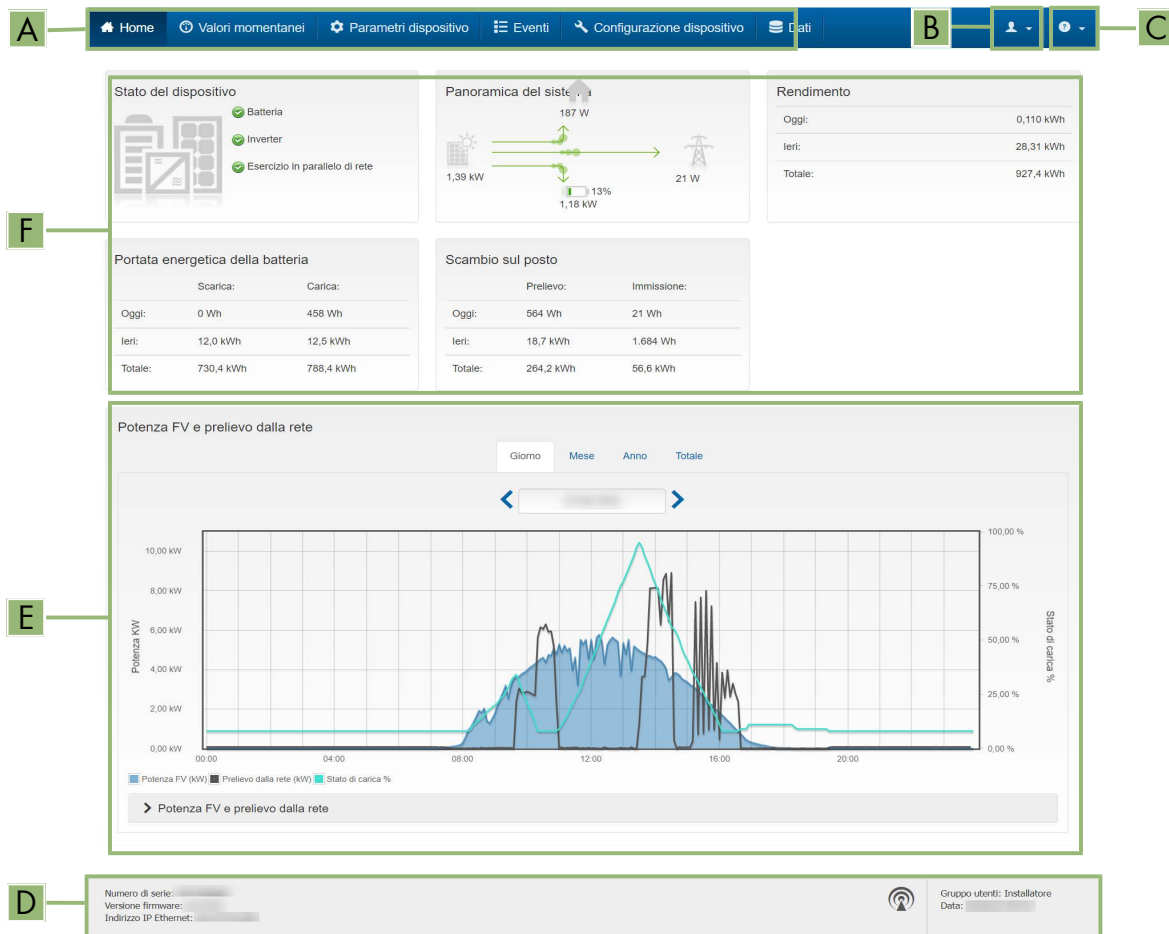 A
Home Valori momentanei Parametri dispositivo Eventi Configurazione dispositivo Dati
B
C
Stato del dispositivo
Batteria
Inverter
Esercizio in parallelo di rete
Panoramica del sistema
187 W
1,39 kW
21 W
13%
1,18 kW
Rendimento
Oggi: 0,110 kWh
Ieri: 28,31 kWh
Totale: 927,4 kWh
F
Portata energetica della batteria
Scarica: Carica:
Oggi: 0 Wh 458 Wh
Ieri: 12,0 kWh 12,5 kWh
Totale: 730,4 kWh 788,4 kWh
Scambio sul posto
Prelievo: Immissione:
Oggi: 564 Wh 21 Wh
Ieri: 18,7 kWh 1.684 Wh
Totale: 264,2 kWh 56,6 kWh
E
Potenza FV e prelievo dalla rete
Giorno Mese Anno Totale
100,00 %
10,00 kW
8,00 kW 75,00 %
6,00 kW 50,00 %
4,00 kW
2,00 kW 25,00 %
0,00 kW 0,00 %
Potenza KW
Stato di carica %
00:00 04:00 08:00 12:00 16:00 20:00
Potenza FV (kW) Prelievo dalla rete (kW) Stato di carica %
Potenza FV e prelievo dalla rete
D
Numero di serie:
Versione firmware:
Indirizzo IP Ethernet:
Gruppo utenti: Installatore
Data: